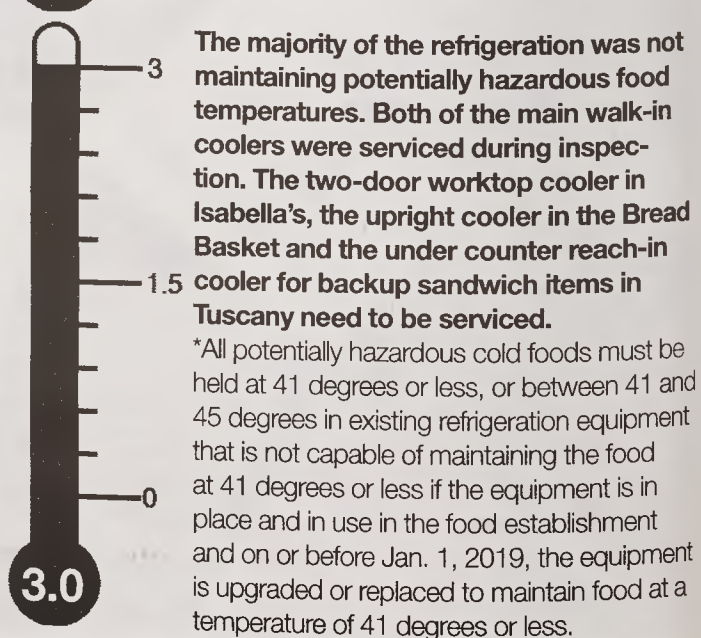 The majority of the refrigeration was not
maintaining potentially hazardous food
temperatures. Both of the main walk-in
coolers were serviced during inspec-
tion. The two-door worktop cooler in
Isabella's, the upright cooler in the Bread
Basket and the under counter reach-in
cooler for backup sandwich items in
Tuscany need to be serviced.
*All potentially hazardous cold foods must be
held at 41 degrees or less, or between 41 and
45 degrees in existing refrigeration equipment
that is not capable of maintaining the food
at 41 degrees or less if the equipment is in
place and in use in the food establishment
and on or before Jan. 1, 2019, the equipment
is upgraded or replaced to maintain food at a
temperature of 41 degrees or less.
3
1.5
0
3.0